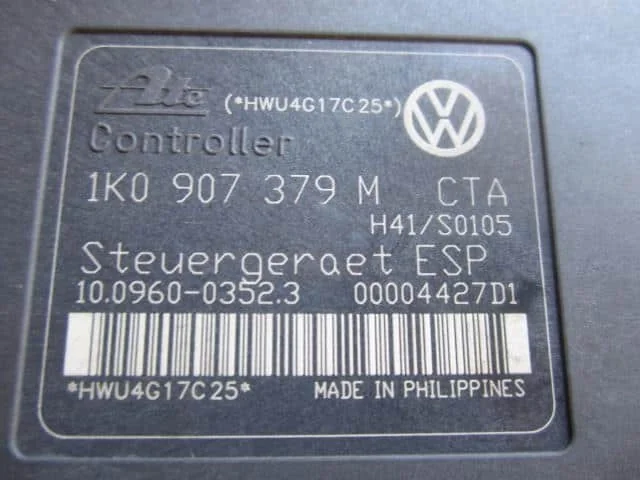 Ate (*HWU4G17C25*)
Controller
1K0 907 379 M CTA
H41/S0105
Steuergeraet ESP
10.0960-0352.3 00004427D1
*HWU4G17C25* MADE IN PHILIPPINES